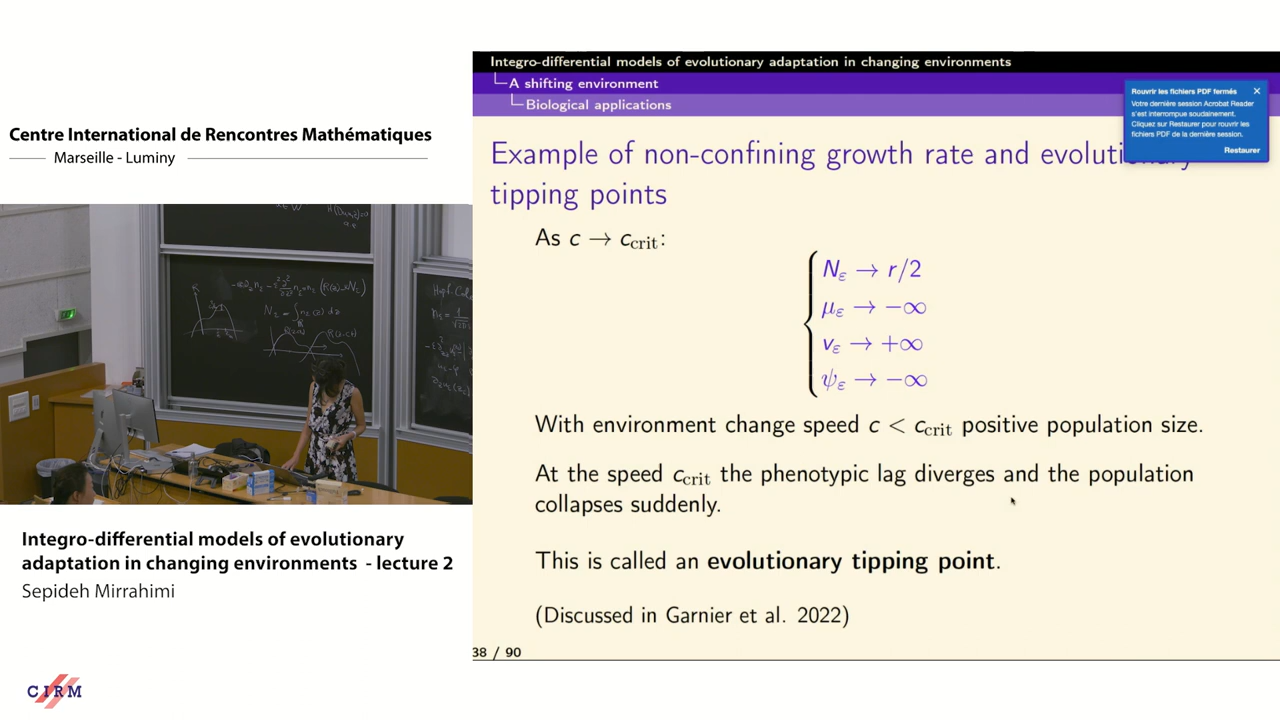 Centre International de Rencontres Mathématiques
Marseille - Luminy
Integro-differential models of evolutionary
adaptation in changing environments - lecture 2
Sepideh Mirrahimi
CIRM
Integro-differential models of evolutionary adaptation in changing environments
A shifting environment
Biological applications
Rouvrir les fichiers PDF fermés
Votre dernière session Acrobat Reader
s'est interrompue soudainement.
Cliquez sur Restaurer pour rouvrir les
fichiers PDF de la dernière session.
Restaurer
Example of non-confining growth rate and evolutionary
tipping points
As c → c_crit:
N_ε → r/2
μ_ε → −∞
v_ε → +∞
ψ_ε → −∞
With environment change speed c < c_crit positive population size.
At the speed c_crit the phenotypic lag diverges and the population
collapses suddenly.
This is called an evolutionary tipping point.
(Discussed in Garnier et al. 2022)
38 / 90